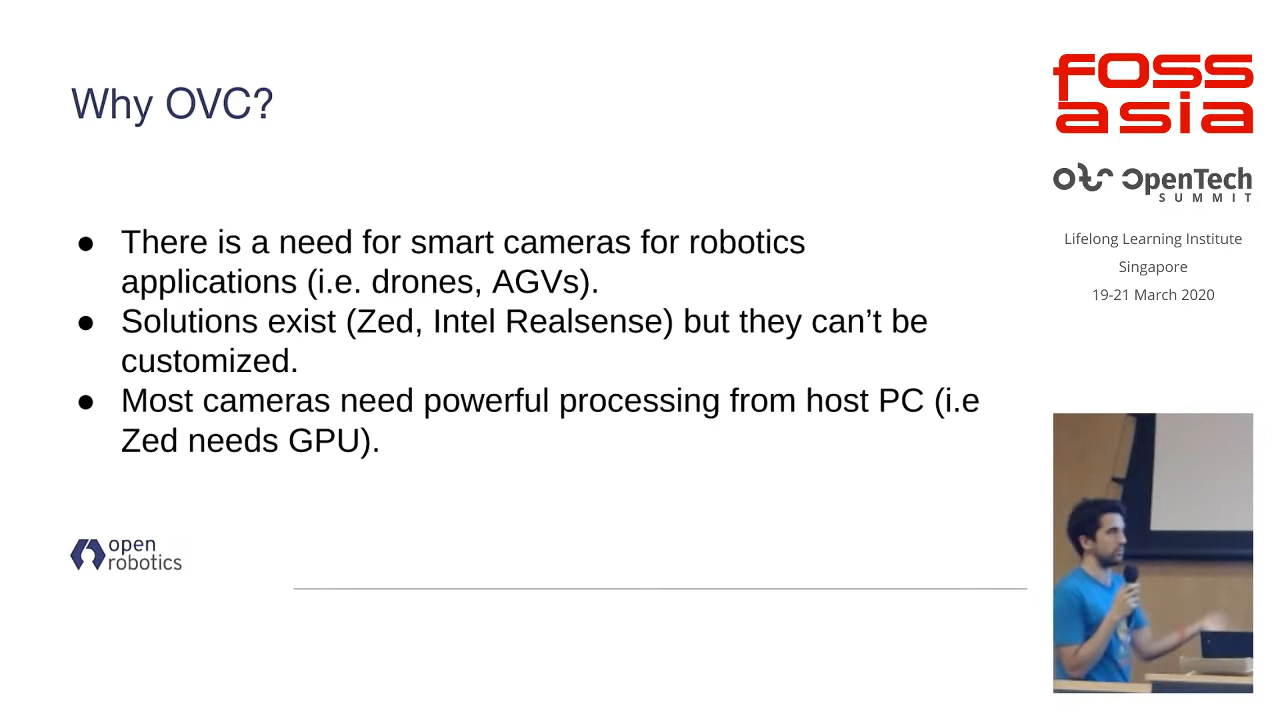 Why OVC?
● There is a need for smart cameras for robotics
applications (i.e. drones, AGVs).
● Solutions exist (Zed, Intel Realsense) but they can’t be
customized.
● Most cameras need powerful processing from host PC (i.e
Zed needs GPU).
open
robotics
foss
asia
OpenTech
SUMMIT
Lifelong Learning Institute
Singapore
19-21 March 2020